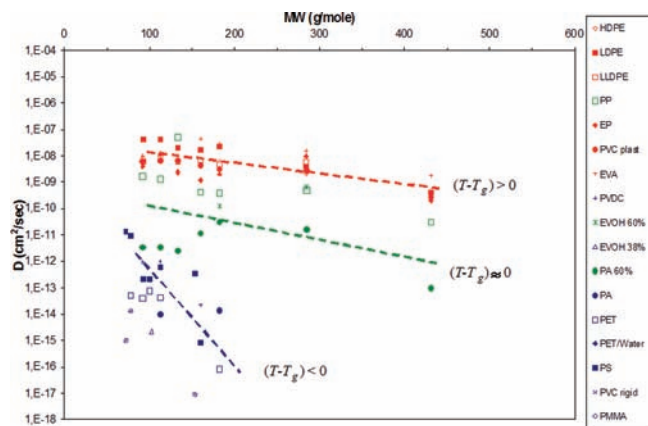 MW (g/mole)
0 100 200 300 400 500 600
1,E-04
1,E-05
1,E-06
1,E-07
1,E-08
1,E-09
1,E-10
1,E-11
1,E-12
1,E-13
1,E-14
1,E-15
1,E-16
1,E-17
1,E-18
D (cm²/sec)
(T-Tg) > 0
(T-Tg) ≈ 0
(T-Tg) < 0
HDPE
LDPE
LLDPE
PP
EP
PVC plast
EVA
PVDC
EVOH 60%
EVOH 38%
PA 60%
PA
PET
PET/Water
PS
PVC rigid
PMMA